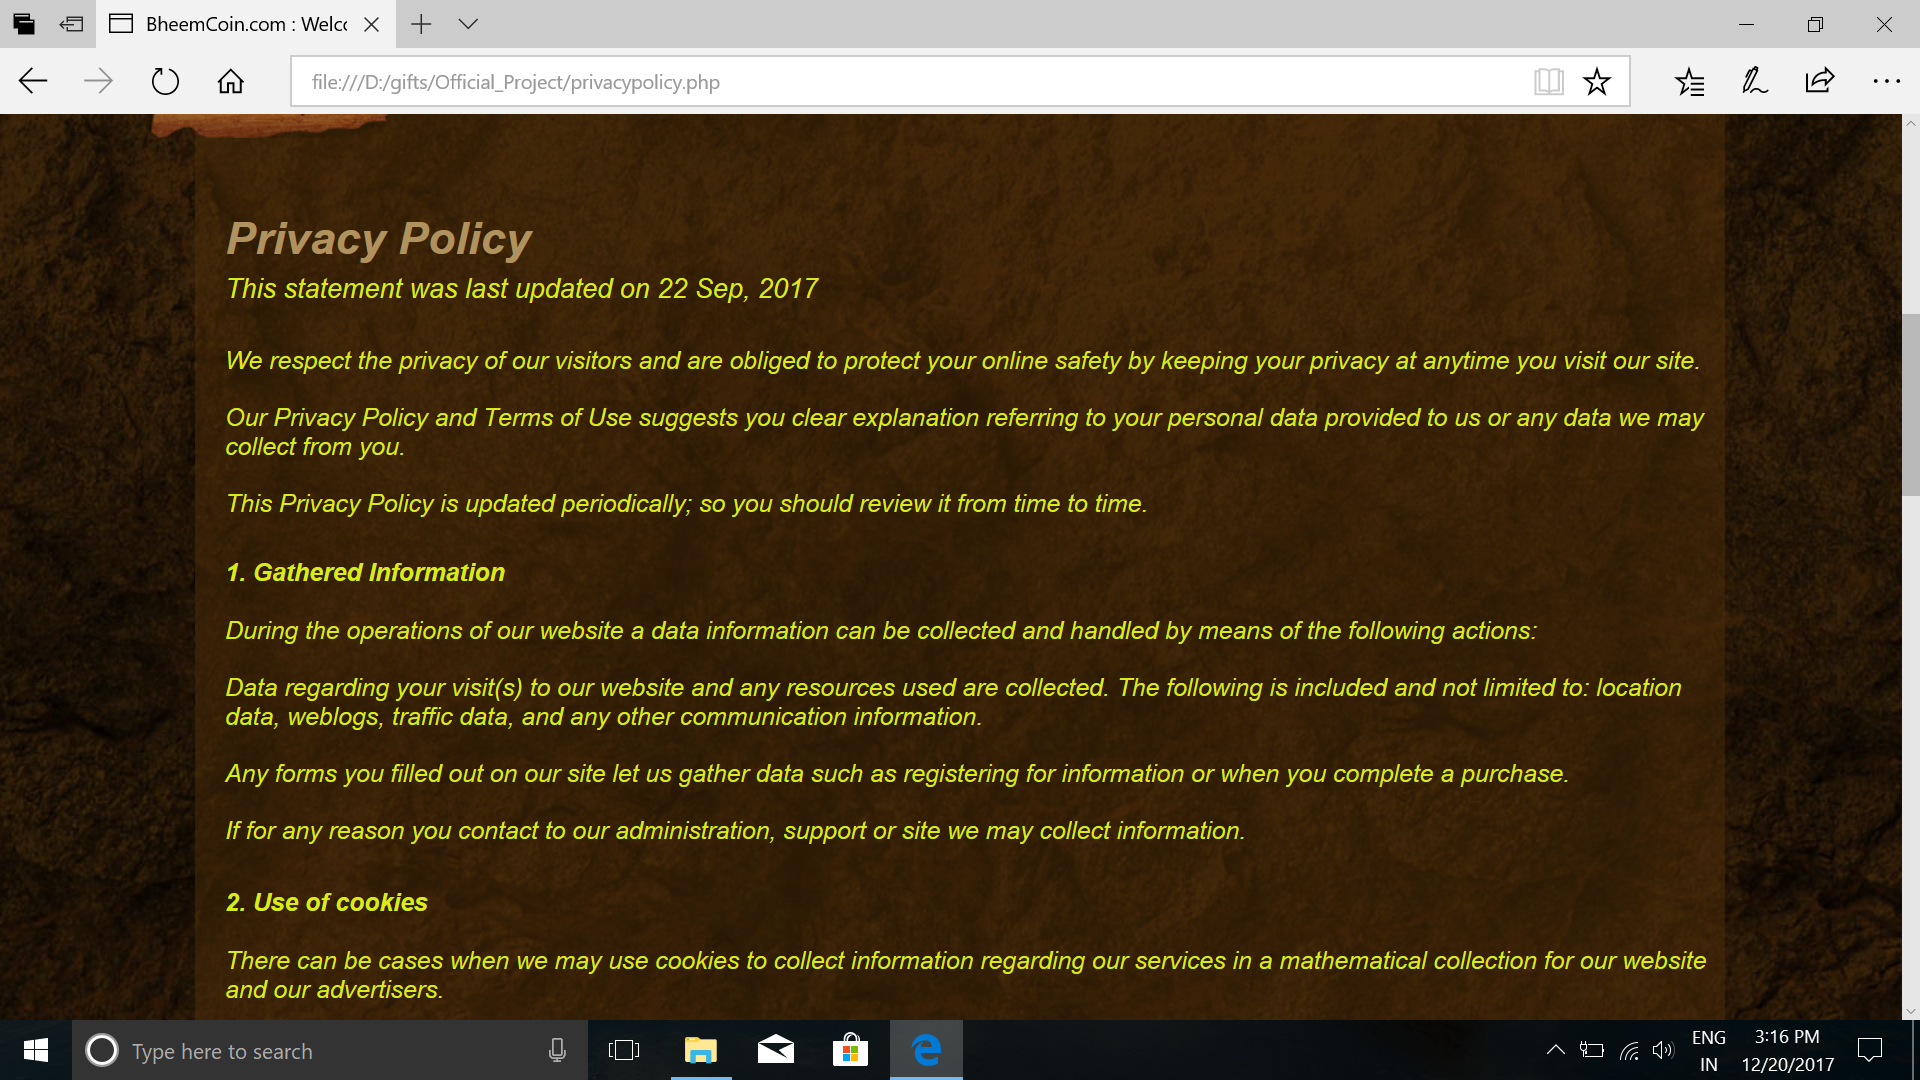 BheemCoin.com : Welc
file:///D:/gifts/Official_Project/privacypolicy.php
Privacy Policy
This statement was last updated on 22 Sep, 2017
We respect the privacy of our visitors and are obliged to protect your online safety by keeping your privacy at anytime you visit our site.
Our Privacy Policy and Terms of Use suggests you clear explanation referring to your personal data provided to us or any data we may
collect from you.
This Privacy Policy is updated periodically; so you should review it from time to time.
1. Gathered Information
During the operations of our website a data information can be collected and handled by means of the following actions:
Data regarding your visit(s) to our website and any resources used are collected. The following is included and not limited to: location
data, weblogs, traffic data, and any other communication information.
Any forms you filled out on our site let us gather data such as registering for information or when you complete a purchase.
If for any reason you contact to our administration, support or site we may collect information.
2. Use of cookies
There can be cases when we may use cookies to collect information regarding our services in a mathematical collection for our website
and our advertisers.
Type here to search
ENG
IN
3:16 PM
12/20/2017